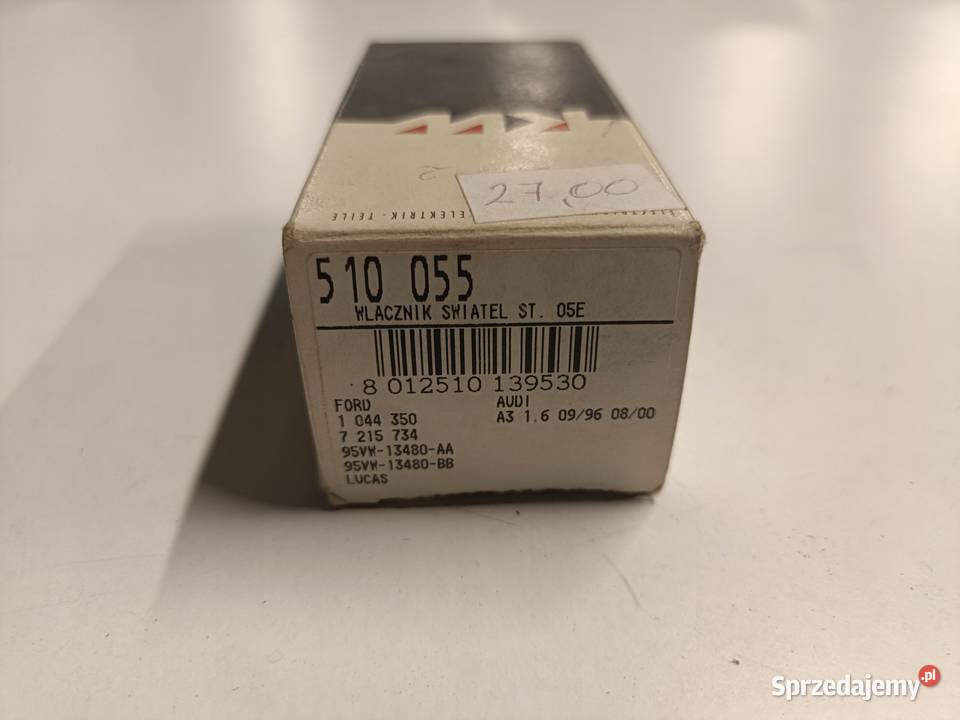 27,00
ELEKTRIK-TEILE
510 055
WLACZNIK SWIATEL ST. 05E
8 012510 139530
FORD
1 044 350
7 215 734
95VW-13480-AA
95VW-13480-BB
LUCAS
AUDI
A3 1.6 09/96 08/00
Sprzedajemy.pl